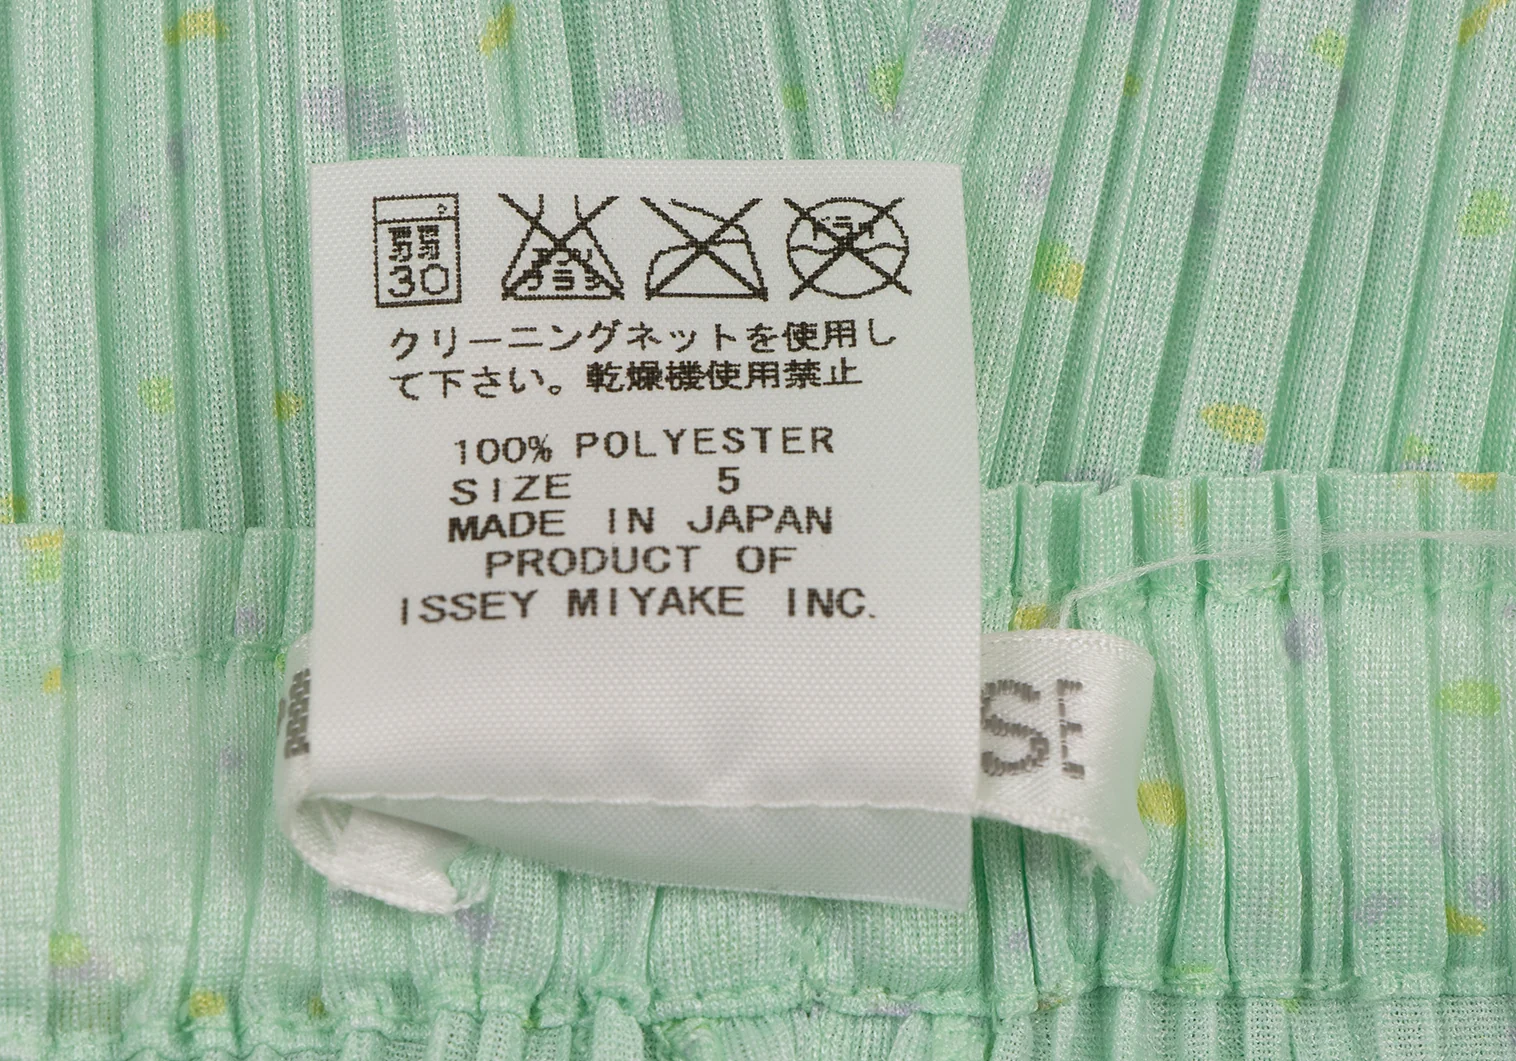 30
クリーニングネットを使用し
て下さい。乾燥機使用禁止
100% POLYESTER
SIZE 5
MADE IN JAPAN
PRODUCT OF
ISSEY MIYAKE INC.
SE